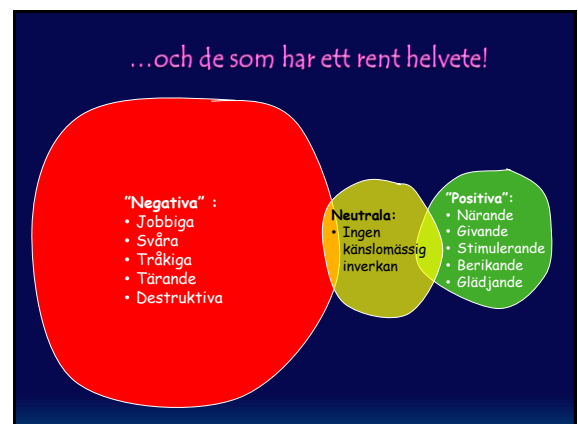 ...och de som har ett rent helvete!
”Negativa” :
• Jobbiga
• Svåra
• Tråkiga
• Tärande
• Destruktiva
Neutrala:
• Ingen
känslomässig
inverkan
”Positiva”:
• Närande
• Givande
• Stimulerande
• Berikande
• Glädjande